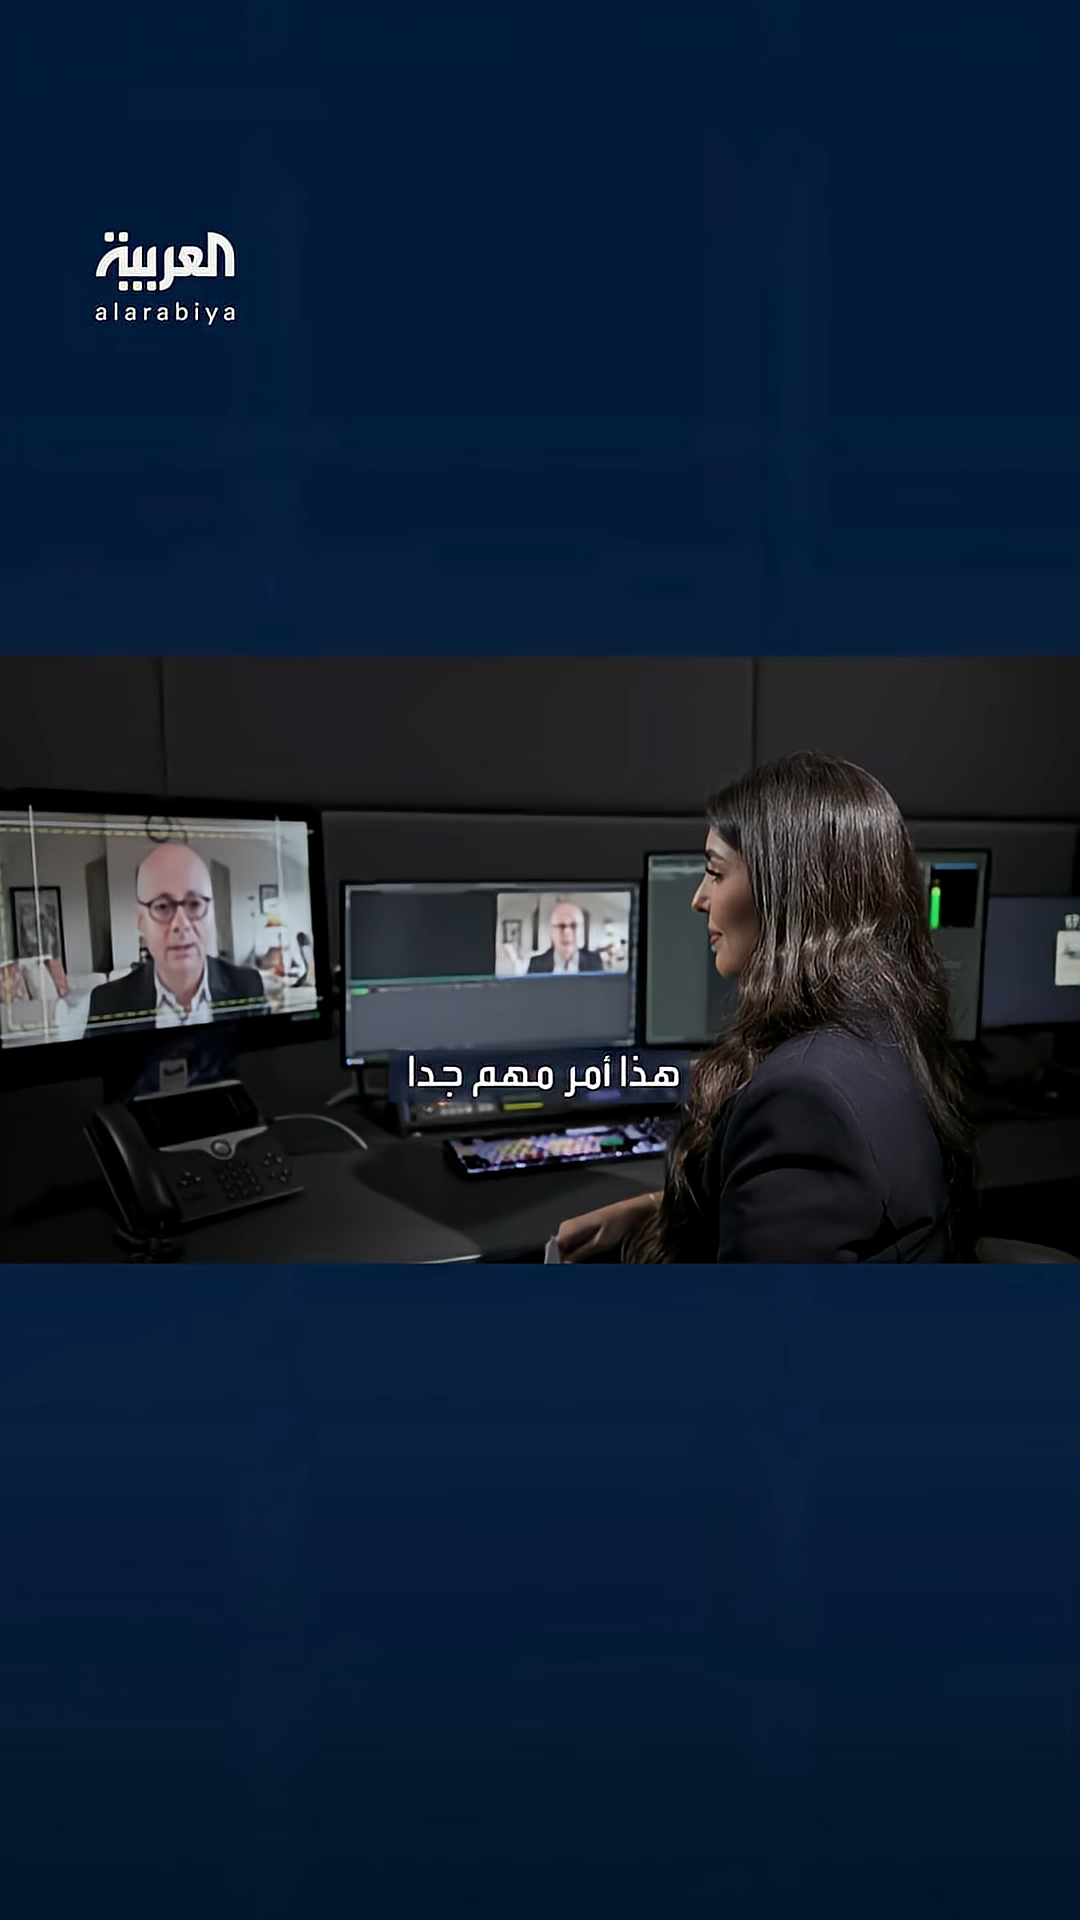 العربية
alarabiya
هذا أمر مهم جدا